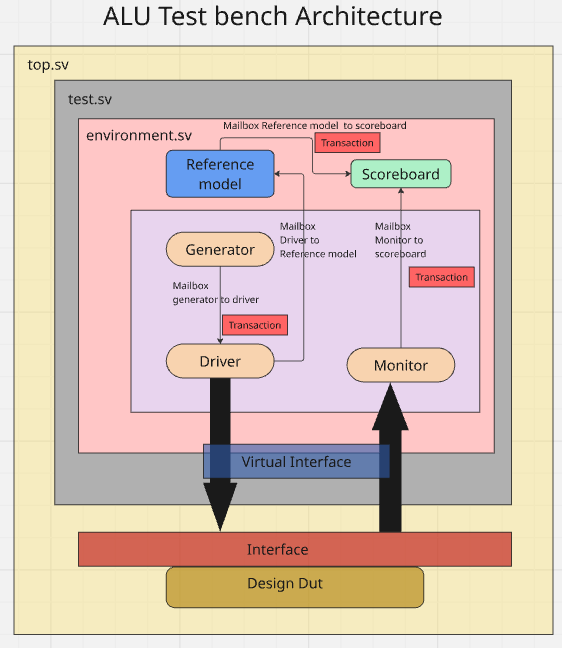 ALU Test bench Architecture
top.sv
test.sv
Mailbox Reference model to scoreboard
environment.sv
Transaction
Reference
model
Scoreboard
Mailbox
Driver to
Reference model
Mailbox
Monitor to
scoreboard
Generator
Transaction
Mailbox
generator to driver
Transaction
Driver
Monitor
Virtual Interface
Interface
Design Dut